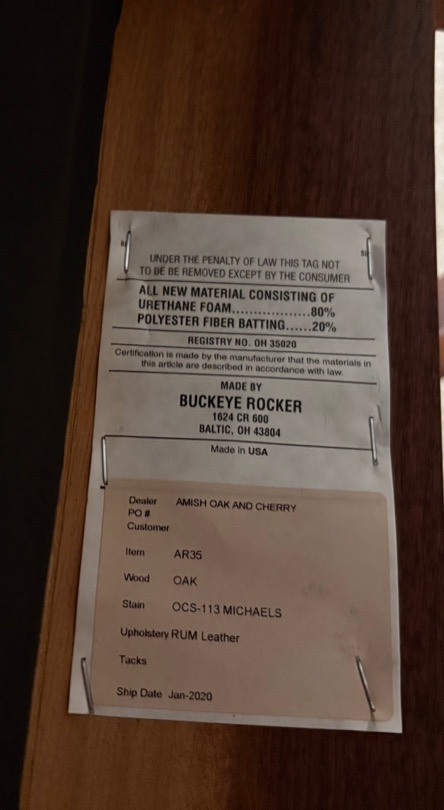 UNDER THE PENALTY OF LAW THIS TAG NOT
TO BE BE REMOVED EXCEPT BY THE CONSUMER
ALL NEW MATERIAL CONSISTING OF
URETHANE FOAM..................80%
POLYESTER FIBER BATTING......20%
REGISTRY NO. OH 35020
Certification is made by the manufacturer that the materials in
this article are described in accordance with law.
MADE BY
BUCKEYE ROCKER
1624 CR 600
BALTIC, OH 43804
Made in USA
Dealer AMISH OAK AND CHERRY
PO #
Customer
Item AR35
Wood OAK
Stain OCS-113 MICHAELS
Upholstery RUM Leather
Tacks
Ship Date Jan-2020